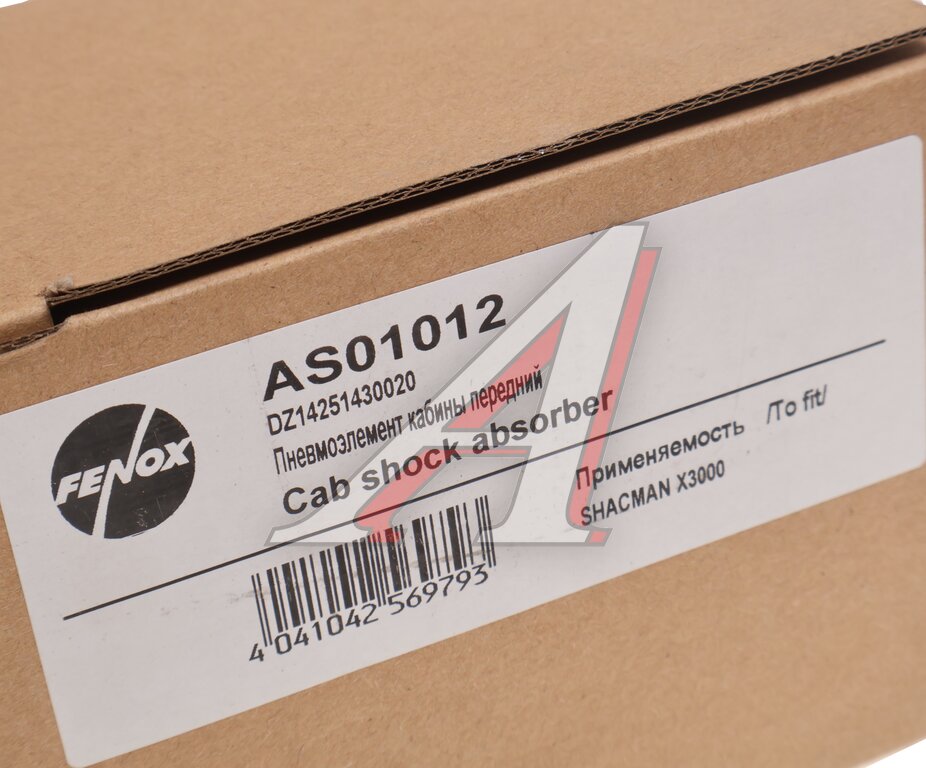 FENOX
AS01012
DZ14251430020
Пневмоэлемент кабины передний
Cab shock absorber
Применяемость /To fit/
SHACMAN X3000
4 041042 569793